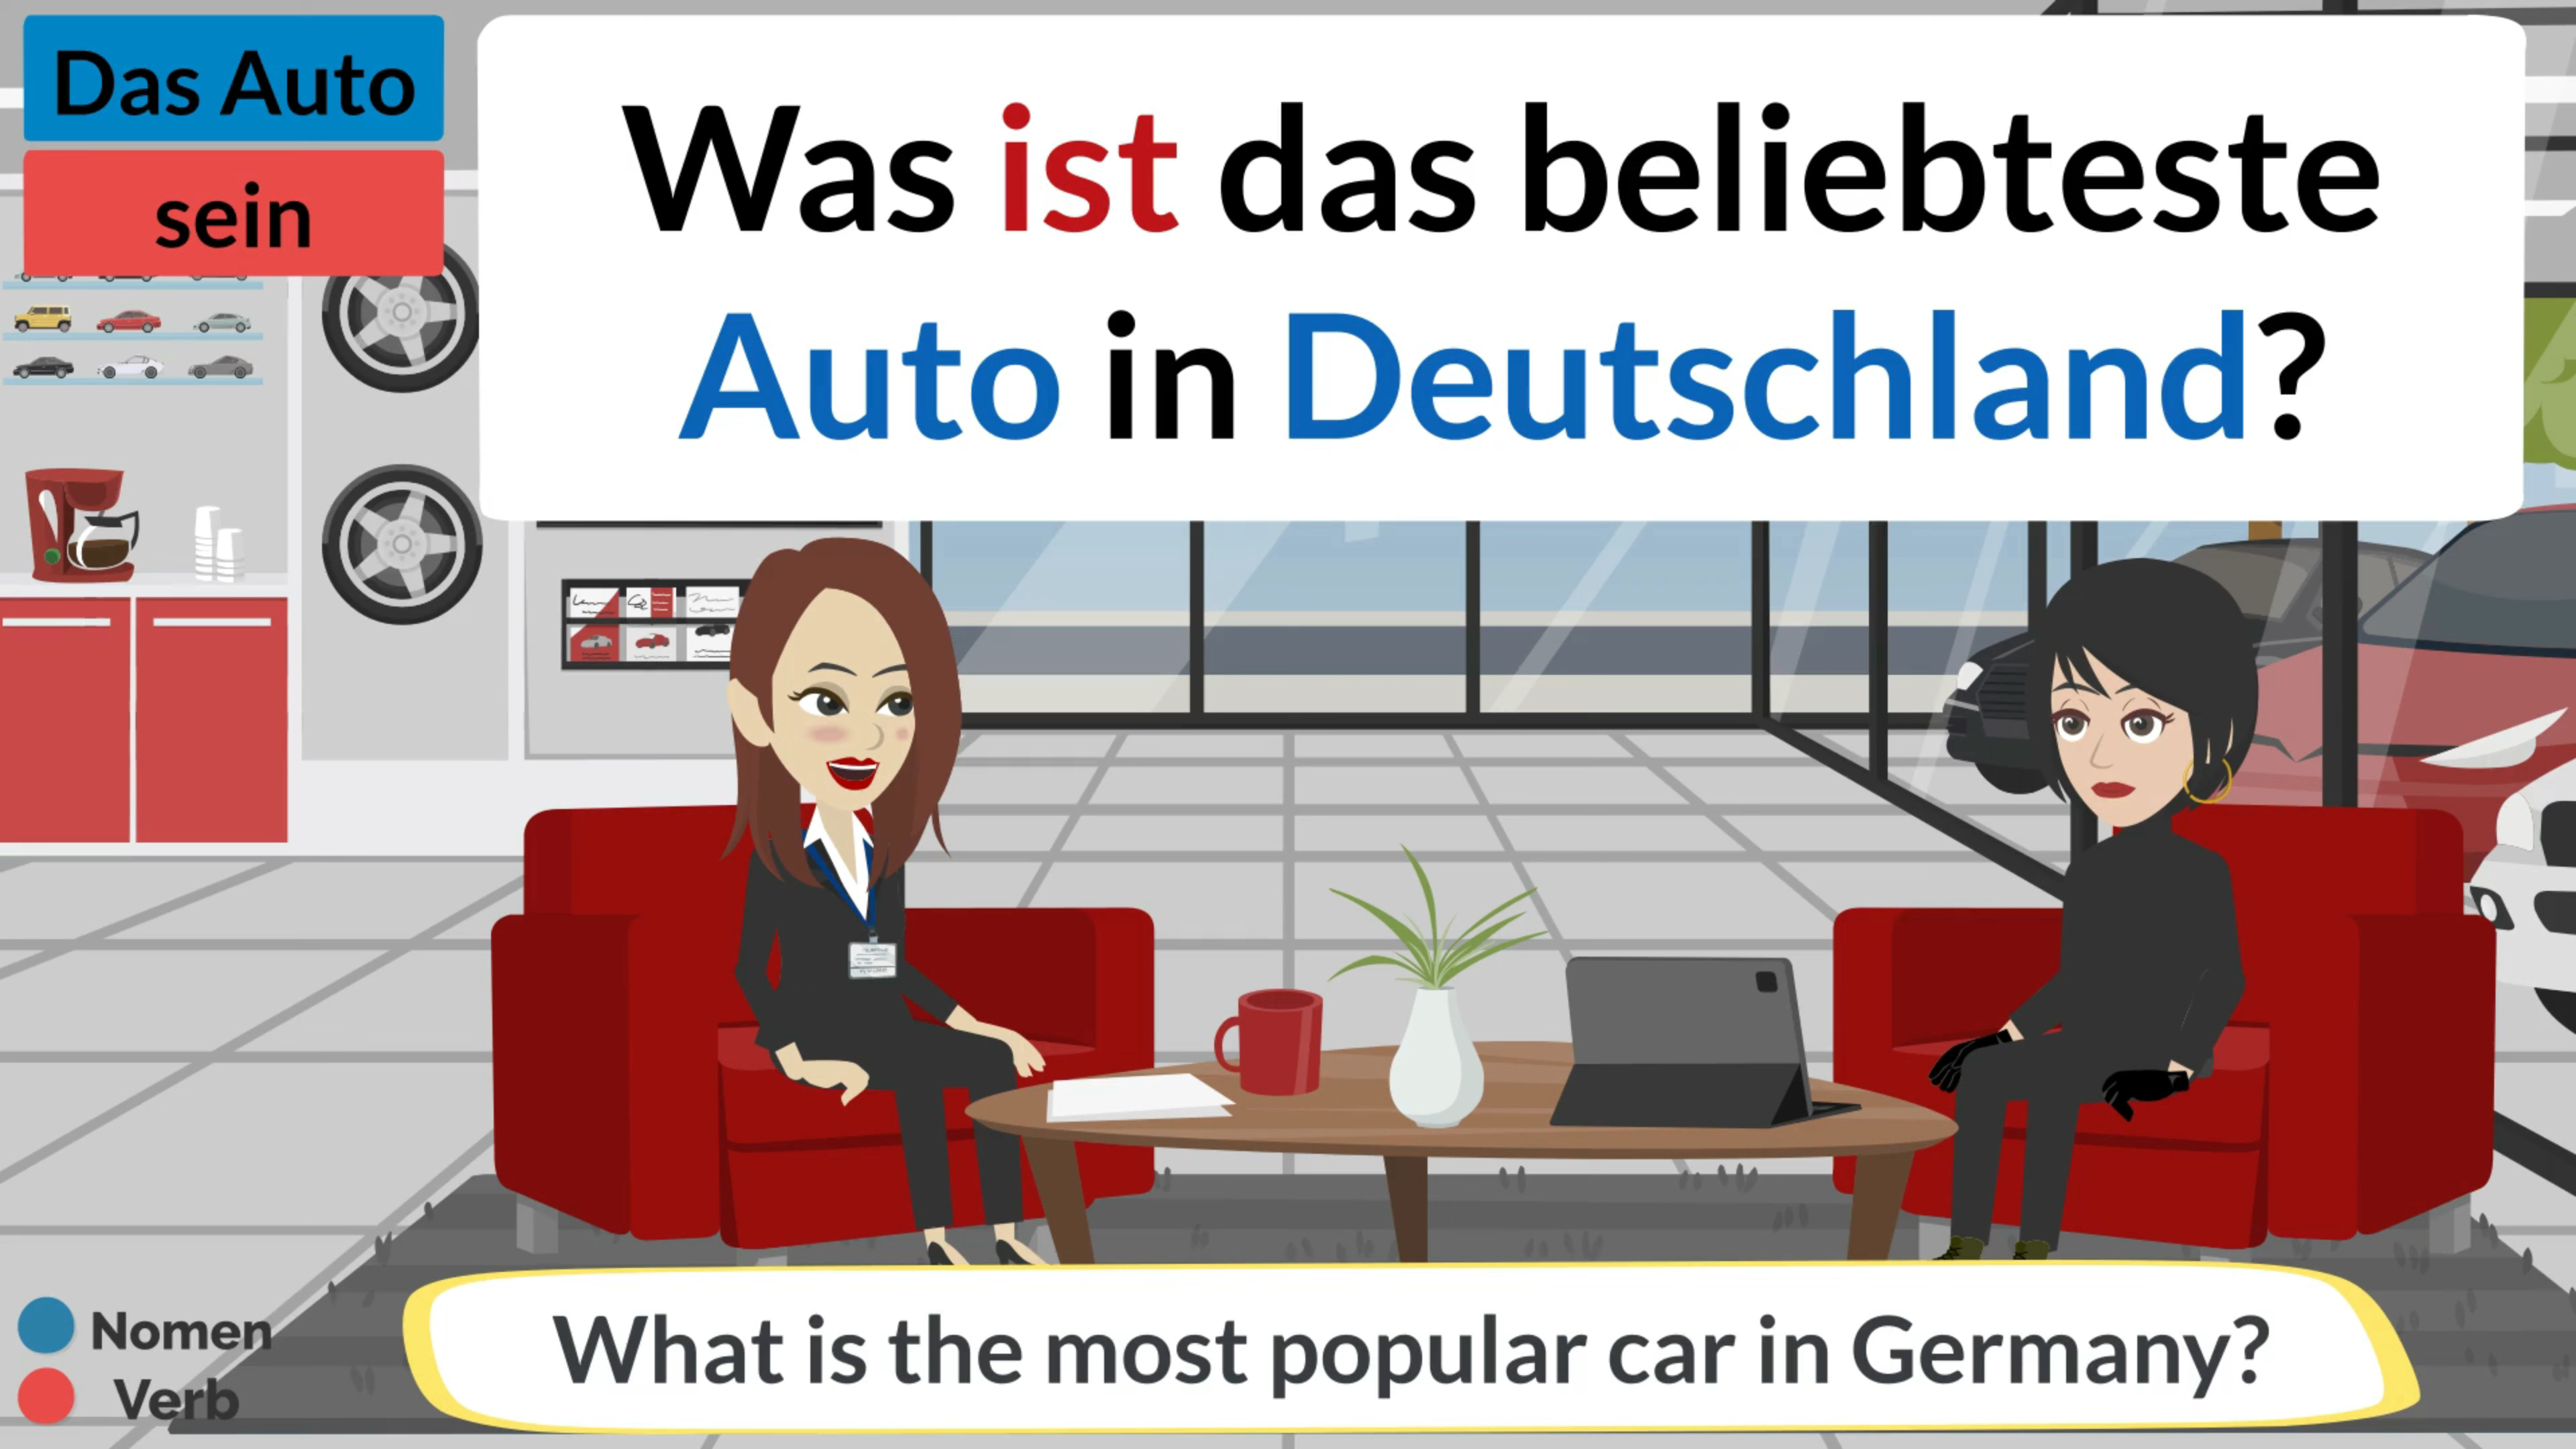 Das Auto
sein
Was ist das beliebteste
Auto in Deutschland?
Nomen
Verb
What is the most popular car in Germany?